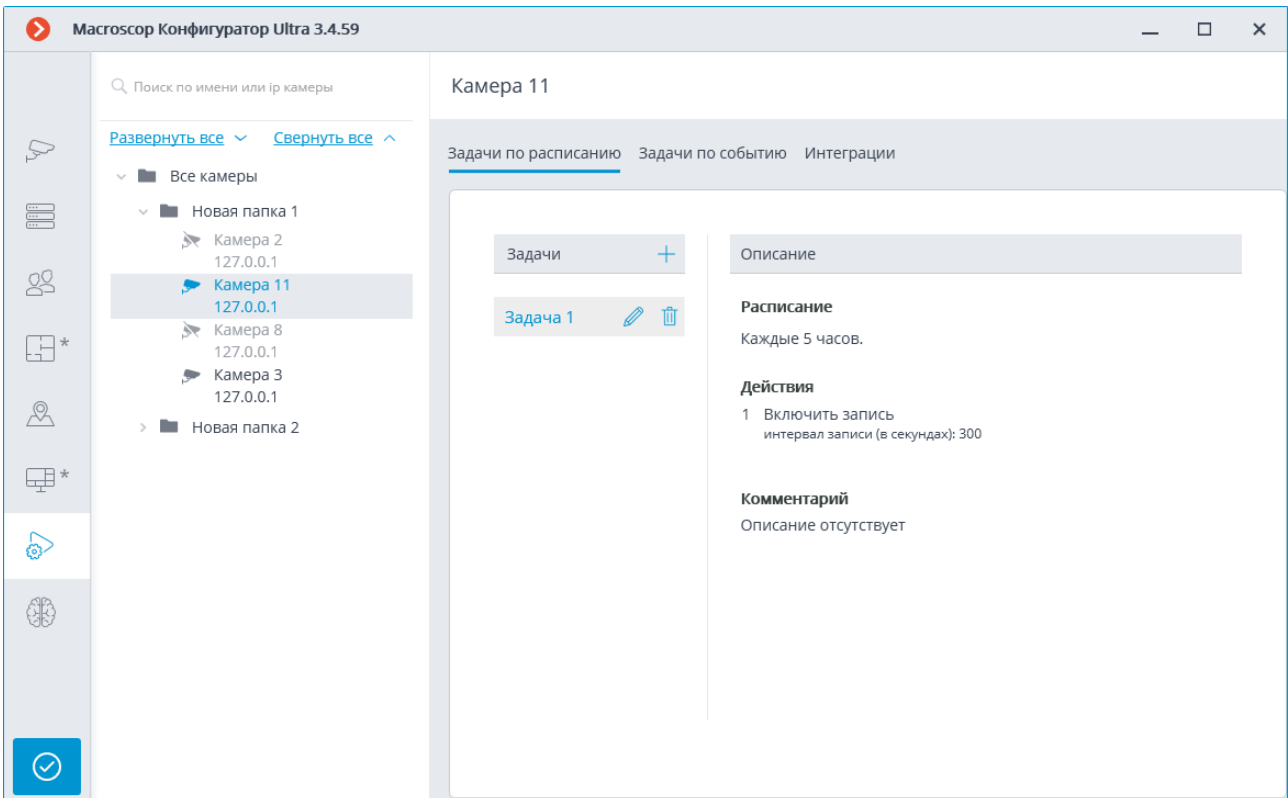 Macroscop Конфигуратор Ultra 3.4.59
Поиск по имени или ip камеры
Развернуть все
Свернуть все
Все камеры
Новая папка 1
Камера 2
127.0.0.1
Камера 11
127.0.0.1
Камера 8
127.0.0.1
Камера 3
127.0.0.1
Новая папка 2
*
*
Камера 11
Задачи по расписанию
Задачи по событию
Интеграции
Задачи
Задача 1
Описание
Расписание
Каждые 5 часов.
Действия
1 Включить запись
интервал записи (в секундах): 300
Комментарий
Описание отсутствует